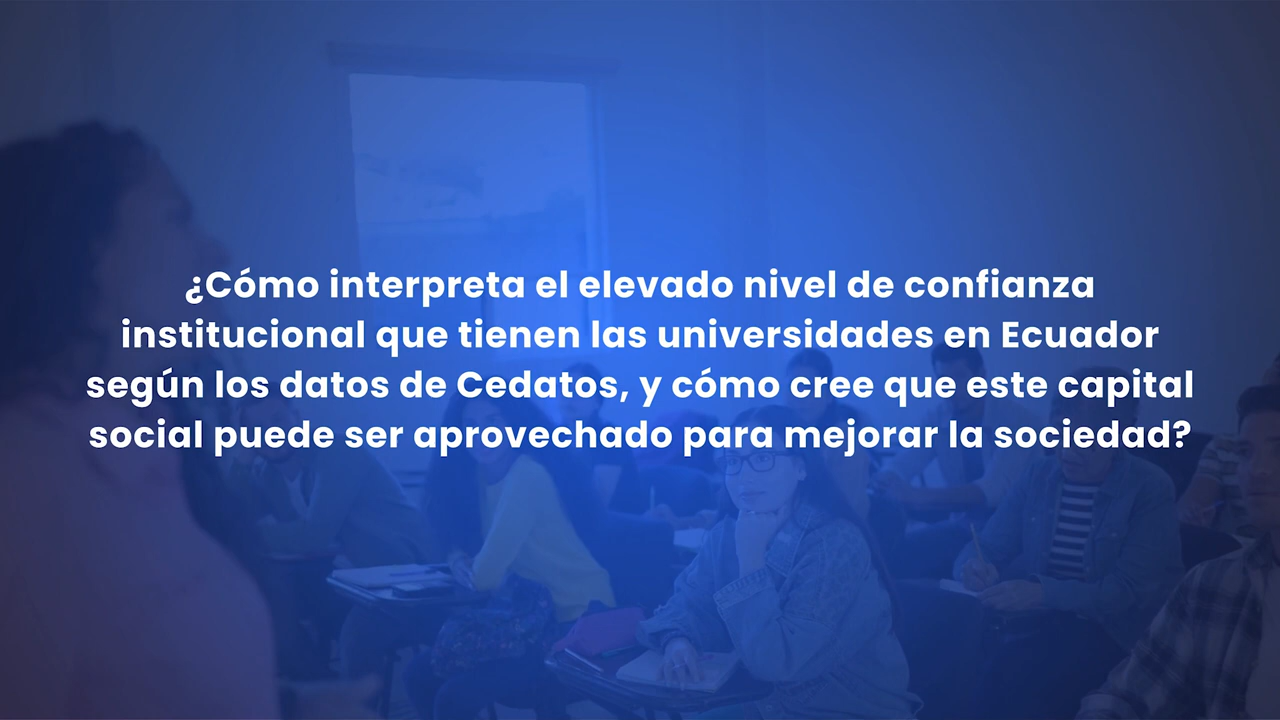 ¿Cómo interpreta el elevado nivel de confianza
institucional que tienen las universidades en Ecuador
según los datos de Cedatos, y cómo cree que este capital
social puede ser aprovechado para mejorar la sociedad?